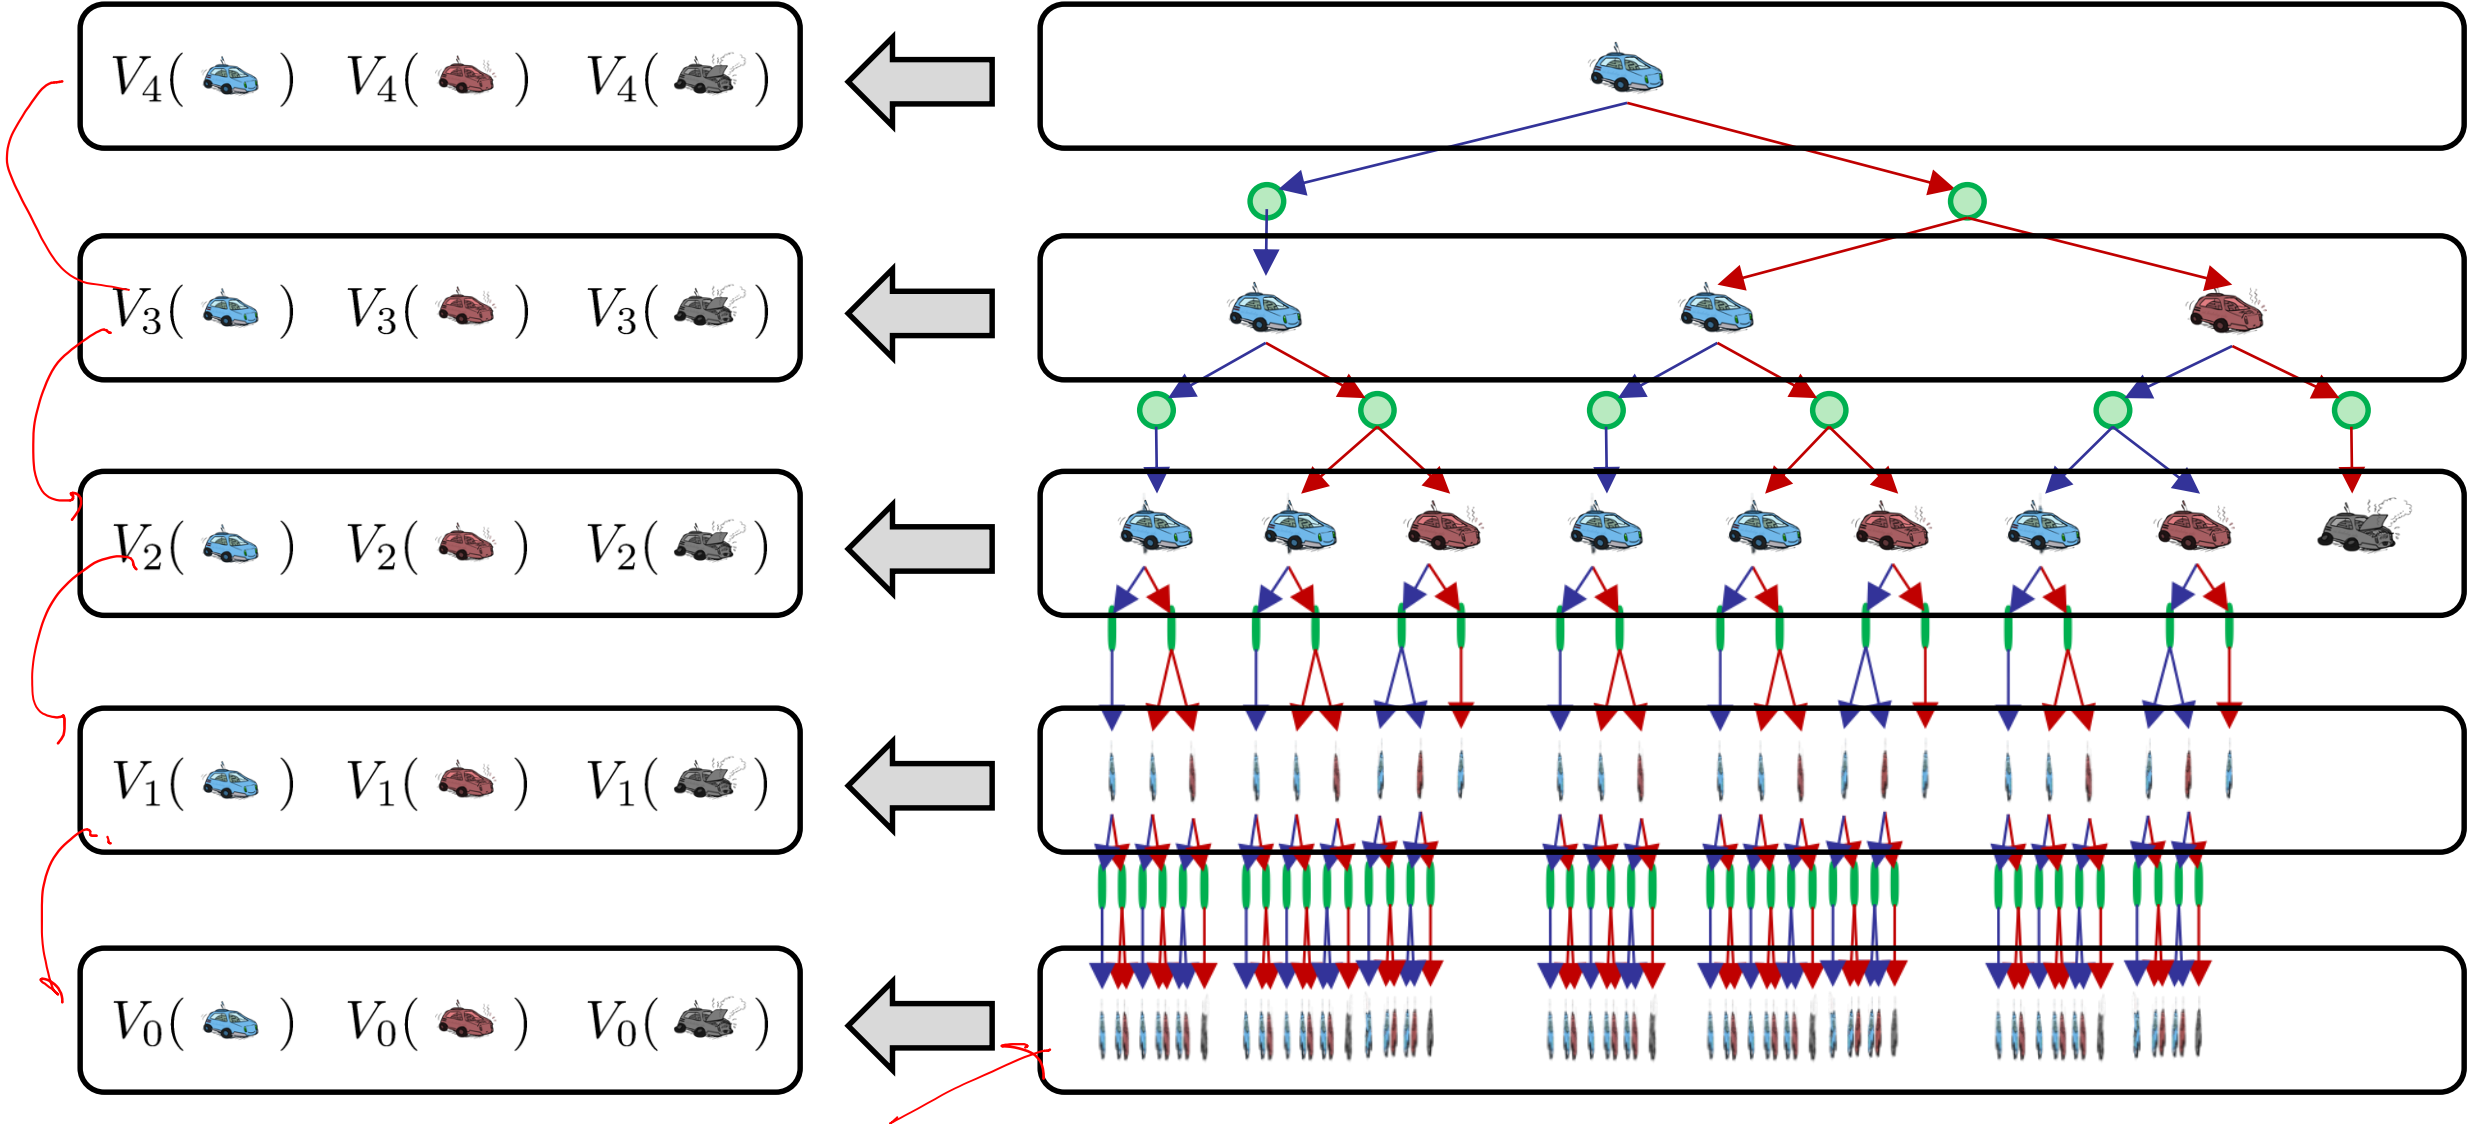 V₄( ) V₄( ) V₄( )
V₃( ) V₃( ) V₃( )
V₂( ) V₂( ) V₂( )
V₁( ) V₁( ) V₁( )
V₀( ) V₀( ) V₀( )